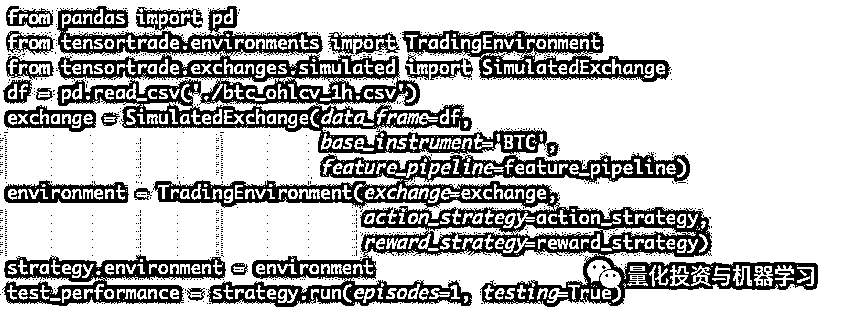 from pandas import pd
from tensortrade.environments import TradingEnvironment
from tensortrade.exchanges.simulated import SimulatedExchange
df = pd.read_csv('./btc_ohlcv_1h.csv')
exchange = SimulatedExchange(data_frame=df,
base_instrument='BTC',
feature_pipeline=feature_pipeline)
environment = TradingEnvironment(exchange=exchange,
action_strategy=action_strategy,
reward_strategy=reward_strategy)
strategy.environment = environment
test_performance = strategy.run(episodes=1, testing=True)
量化投资与机器学习